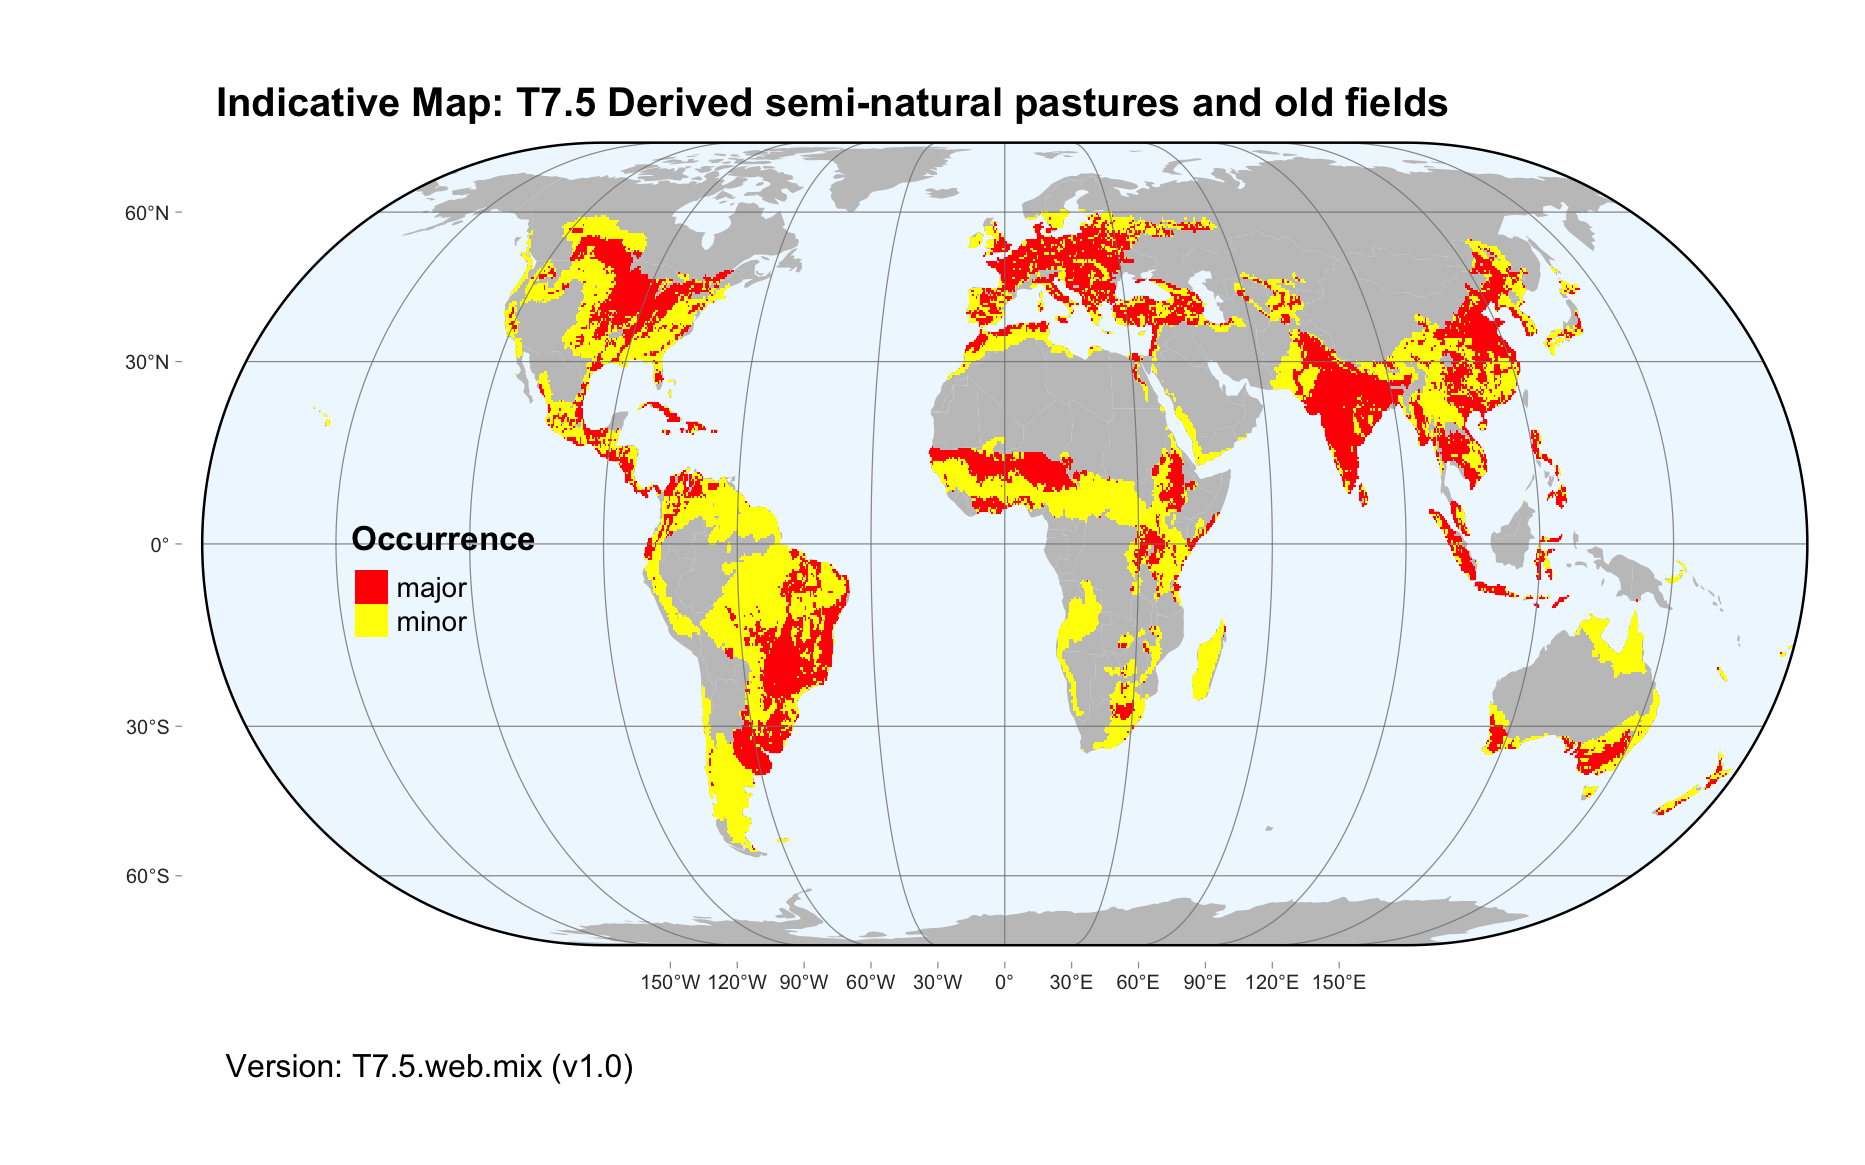 Indicative Map: T7.5 Derived semi-natural pastures and old fields
60°N
30°N
0°
30°S
60°S
Occurrence
major
minor
150°W 120°W 90°W 60°W 30°W 0° 30°E 60°E 90°E 120°E 150°E
Version: T7.5.web.mix (v1.0)